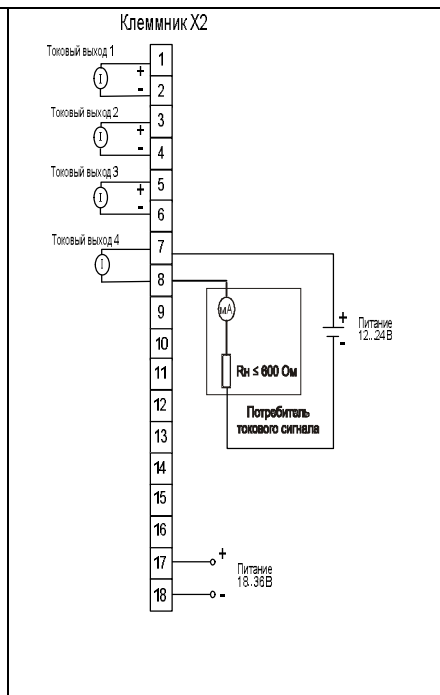 Клеммник X2
Токовый выход 1
+
-
1
2
Токовый выход 2
+
-
3
4
Токовый выход 3
+
-
5
6
Токовый выход 4
7
8
9
10
11
12
13
14
15
16
17
18
I
I
I
I
мА
Rн ≤ 600 Ом
Потребитель
токового сигнала
+
-
Питание
12..24В
+
-
Питание
18..36В